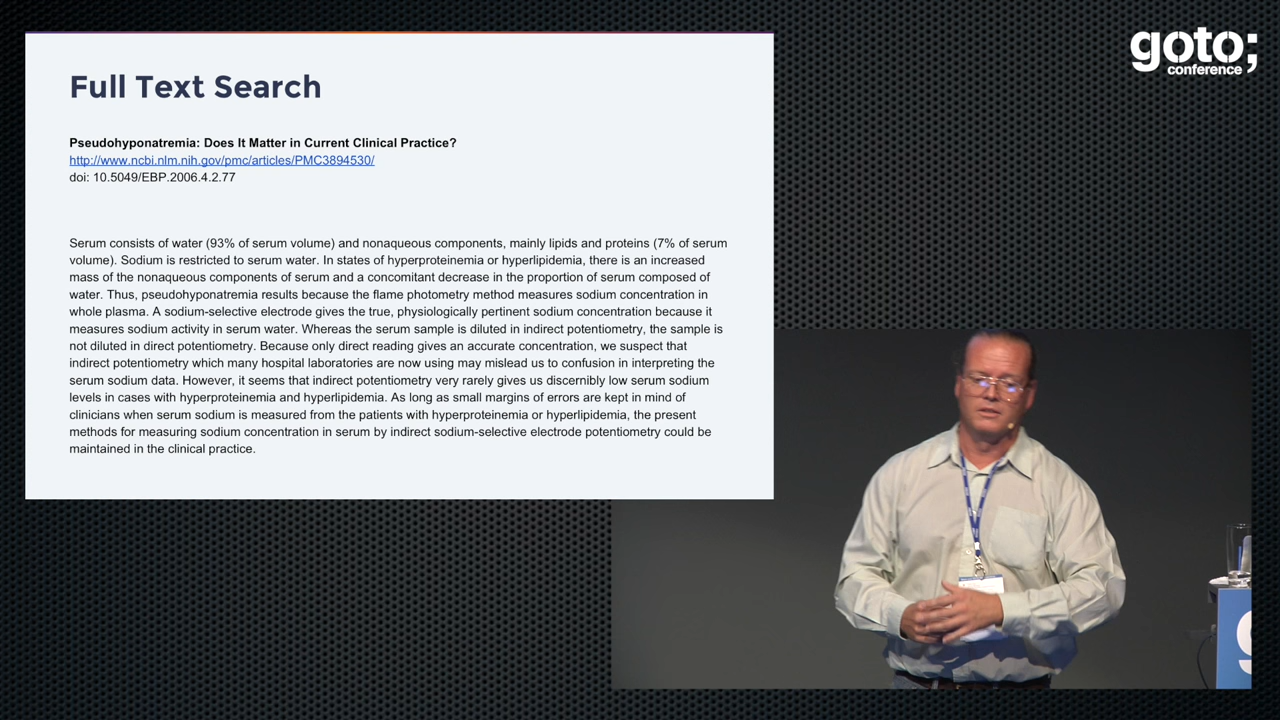 goto;
conference
Full Text Search
Pseudohyponatremia: Does It Matter in Current Clinical Practice?
http://www.ncbi.nlm.nih.gov/pmc/articles/PMC3894530/
doi: 10.5049/EBP.2006.4.2.77
Serum consists of water (93% of serum volume) and nonaqueous components, mainly lipids and proteins (7% of serum
volume). Sodium is restricted to serum water. In states of hyperproteinemia or hyperlipidemia, there is an increased
mass of the nonaqueous components of serum and a concomitant decrease in the proportion of serum composed of
water. Thus, pseudohyponatremia results because the flame photometry method measures sodium concentration in
whole plasma. A sodium-selective electrode gives the true, physiologically pertinent sodium concentration because it
measures sodium activity in serum water. Whereas the serum sample is diluted in indirect potentiometry, the sample is
not diluted in direct potentiometry. Because only direct reading gives an accurate concentration, we suspect that
indirect potentiometry which many hospital laboratories are now using may mislead us to confusion in interpreting the
serum sodium data. However, it seems that indirect potentiometry very rarely gives us discernibly low serum sodium
levels in cases with hyperproteinemia and hyperlipidemia. As long as small margins of errors are kept in mind of
clinicians when serum sodium is measured from the patients with hyperproteinemia or hyperlipidemia, the present
methods for measuring sodium concentration in serum by indirect sodium-selective electrode potentiometry could be
maintained in the clinical practice.